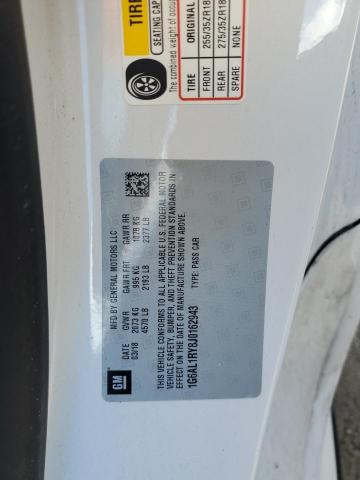 TIRE
SEATING CAP
The combined weight of occup
TIRE ORIGINAL
FRONT 255/35ZR18
REAR 275/35ZR18
SPARE NONE
MFD BY GENERAL MOTORS LLC
DATE GVWR GAWR FRT GAWR RR
03/18 2073 KG 995 KG 1078 KG
4570 LB 2193 LB 2377 LB
THIS VEHICLE CONFORMS TO ALL APPLICABLE U.S. FEDERAL MOTOR
VEHICLE SAFETY, BUMPER, AND THEFT PREVENTION STANDARDS IN
EFFECT ON THE DATE OF MANUFACTURE SHOWN ABOVE.
1G6AL1RY8J0162943 TYPE: PASS CAR
GM